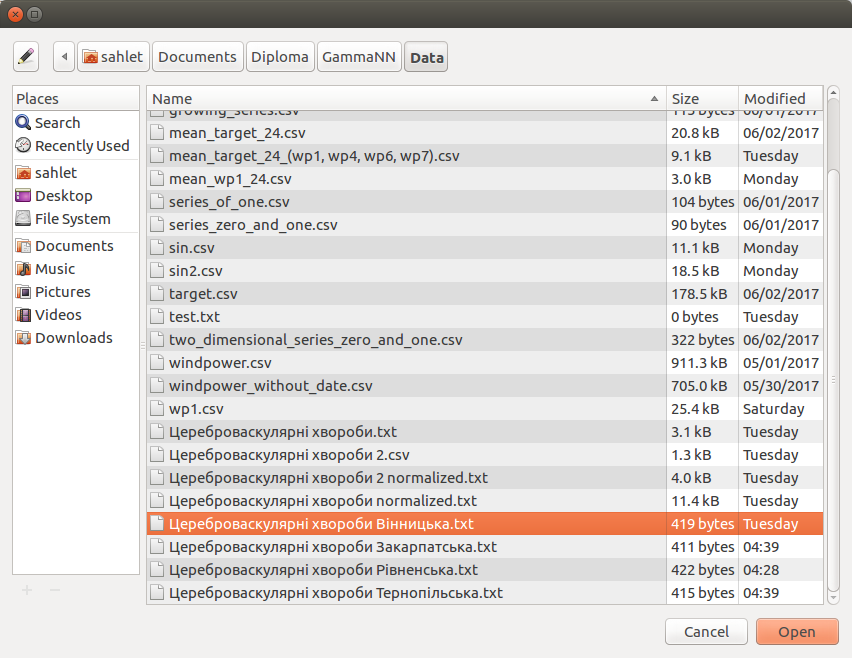 sahlet Documents Diploma GammaNN Data
Places
Search
Recently Used
sahlet
Desktop
File System
Documents
Music
Pictures
Videos
Downloads
Name Size Modified
growing_series.csv 115 bytes 06/01/2017
mean_target_24.csv 20.8 kB 06/02/2017
mean_target_24_(wp1, wp4, wp6, wp7).csv 9.1 kB Tuesday
mean_wp1_24.csv 3.0 kB Monday
series_of_one.csv 104 bytes 06/01/2017
series_zero_and_one.csv 90 bytes 06/01/2017
sin.csv 11.1 kB Monday
sin2.csv 18.5 kB Monday
target.csv 178.5 kB 06/02/2017
test.txt 0 bytes Tuesday
two_dimensional_series_zero_and_one.csv 322 bytes 06/02/2017
windpower.csv 911.3 kB 05/01/2017
windpower_without_date.csv 705.0 kB 05/30/2017
wp1.csv 25.4 kB Saturday
Цереброваскулярні хвороби.txt 3.1 kB Tuesday
Цереброваскулярні хвороби 2.csv 1.3 kB Tuesday
Цереброваскулярні хвороби 2 normalized.txt 4.0 kB Tuesday
Цереброваскулярні хвороби normalized.txt 11.4 kB Tuesday
Цереброваскулярні хвороби Вінницька.txt 419 bytes Tuesday
Цереброваскулярні хвороби Закарпатська.txt 411 bytes 04:39
Цереброваскулярні хвороби Рівненська.txt 422 bytes 04:28
Цереброваскулярні хвороби Тернопільська.txt 415 bytes 04:39
Cancel Open